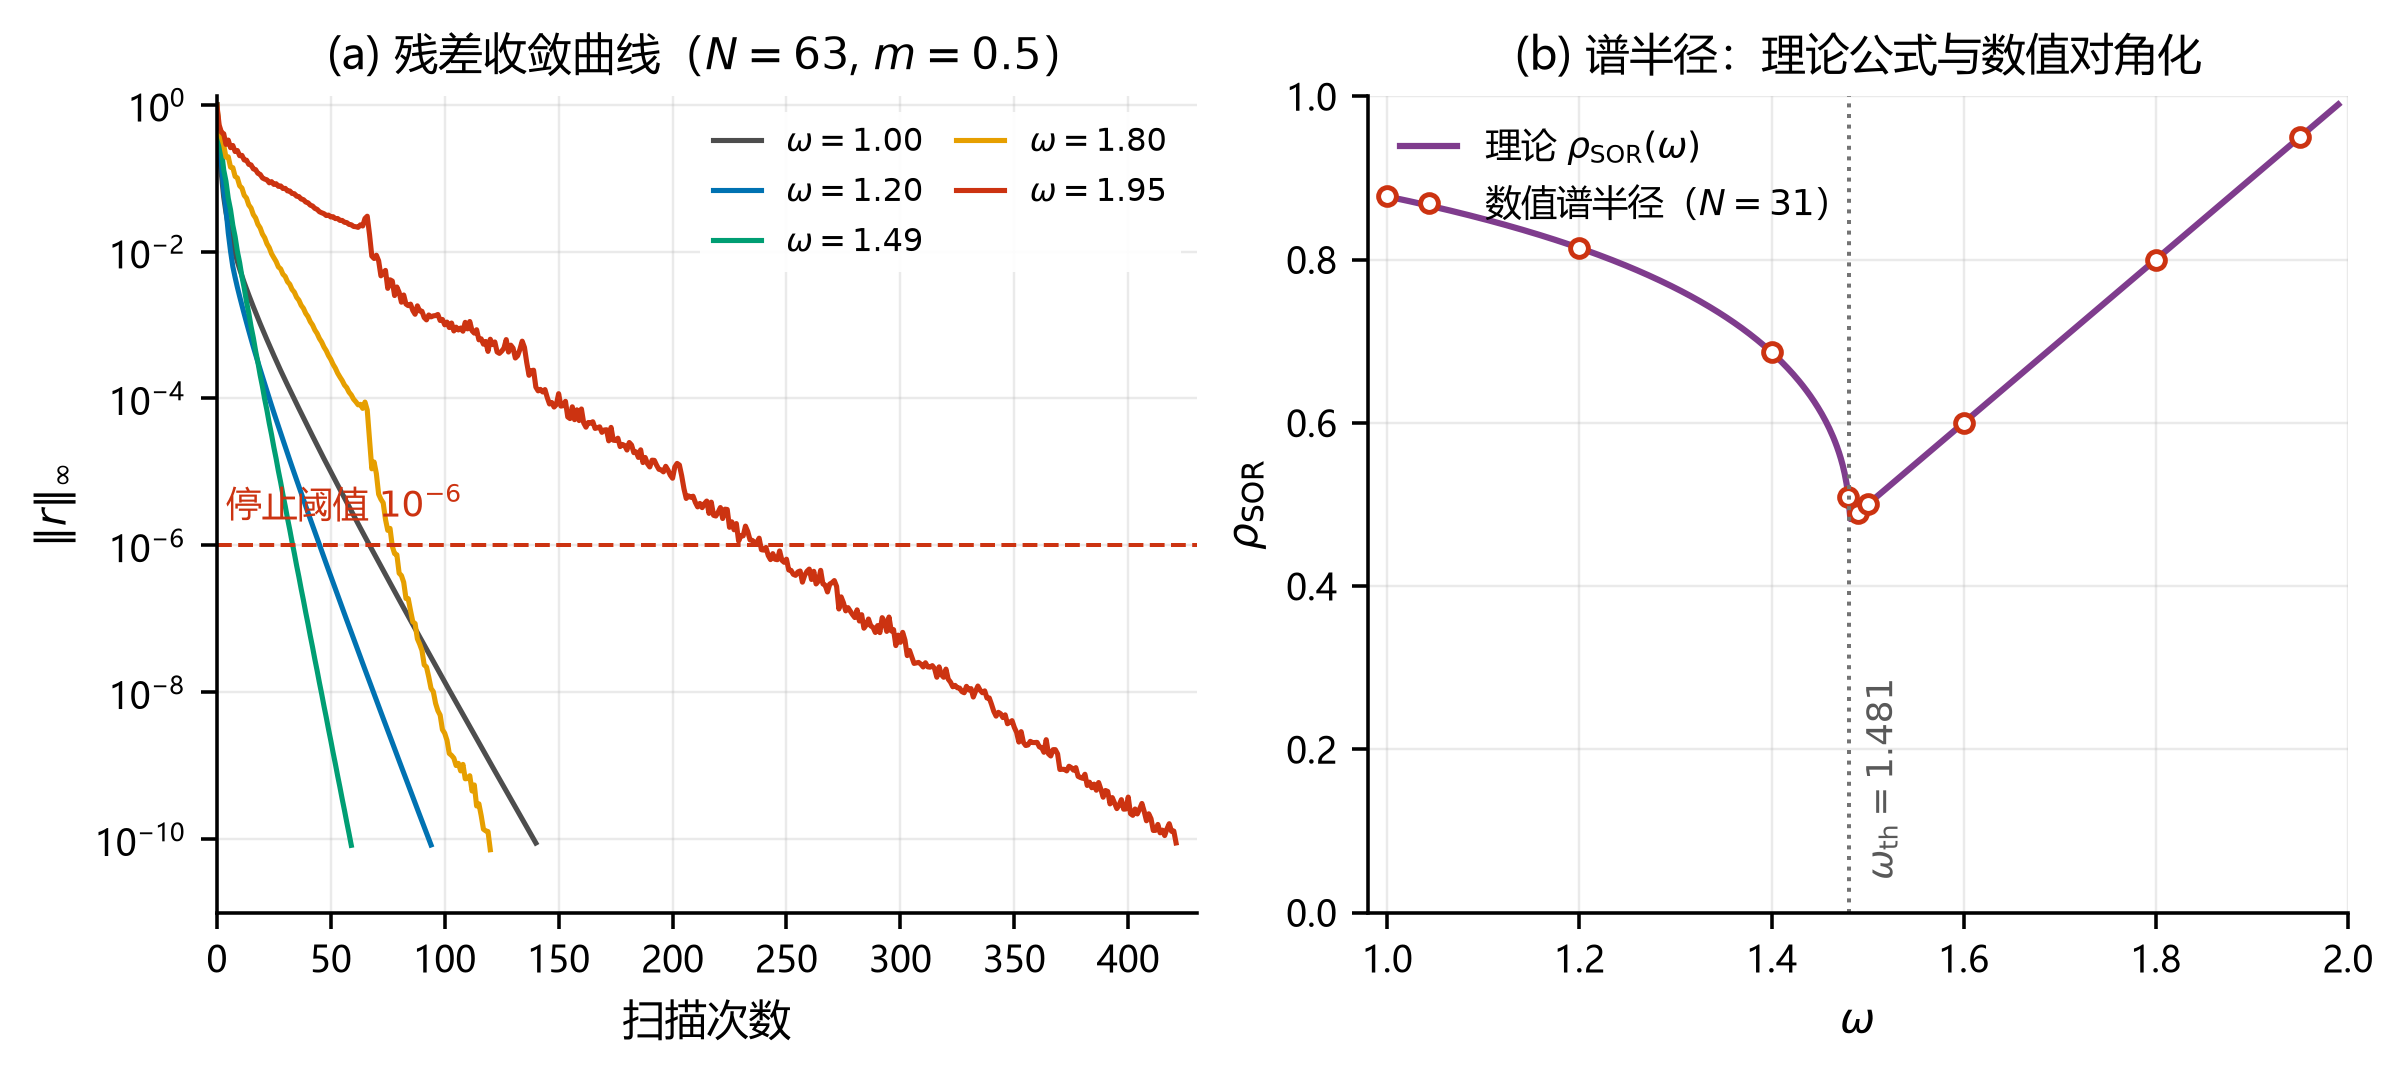 (a) 残差收敛曲线（N = 63, m = 0.5）
10⁰
10⁻²
10⁻⁴
10⁻⁶
10⁻⁸
10⁻¹⁰
‖r‖∞
ω = 1.00
ω = 1.20
ω = 1.49
ω = 1.80
ω = 1.95
停止阈值 10⁻⁶
0 50 100 150 200 250 300 350 400
扫描次数
(b) 谱半径：理论公式与数值对角化
1.0
0.8
0.6
0.4
0.2
0.0
ρSOR
理论 ρSOR(ω)
数值谱半径（N = 31）
ωth = 1.481
1.0 1.2 1.4 1.6 1.8 2.0
ω